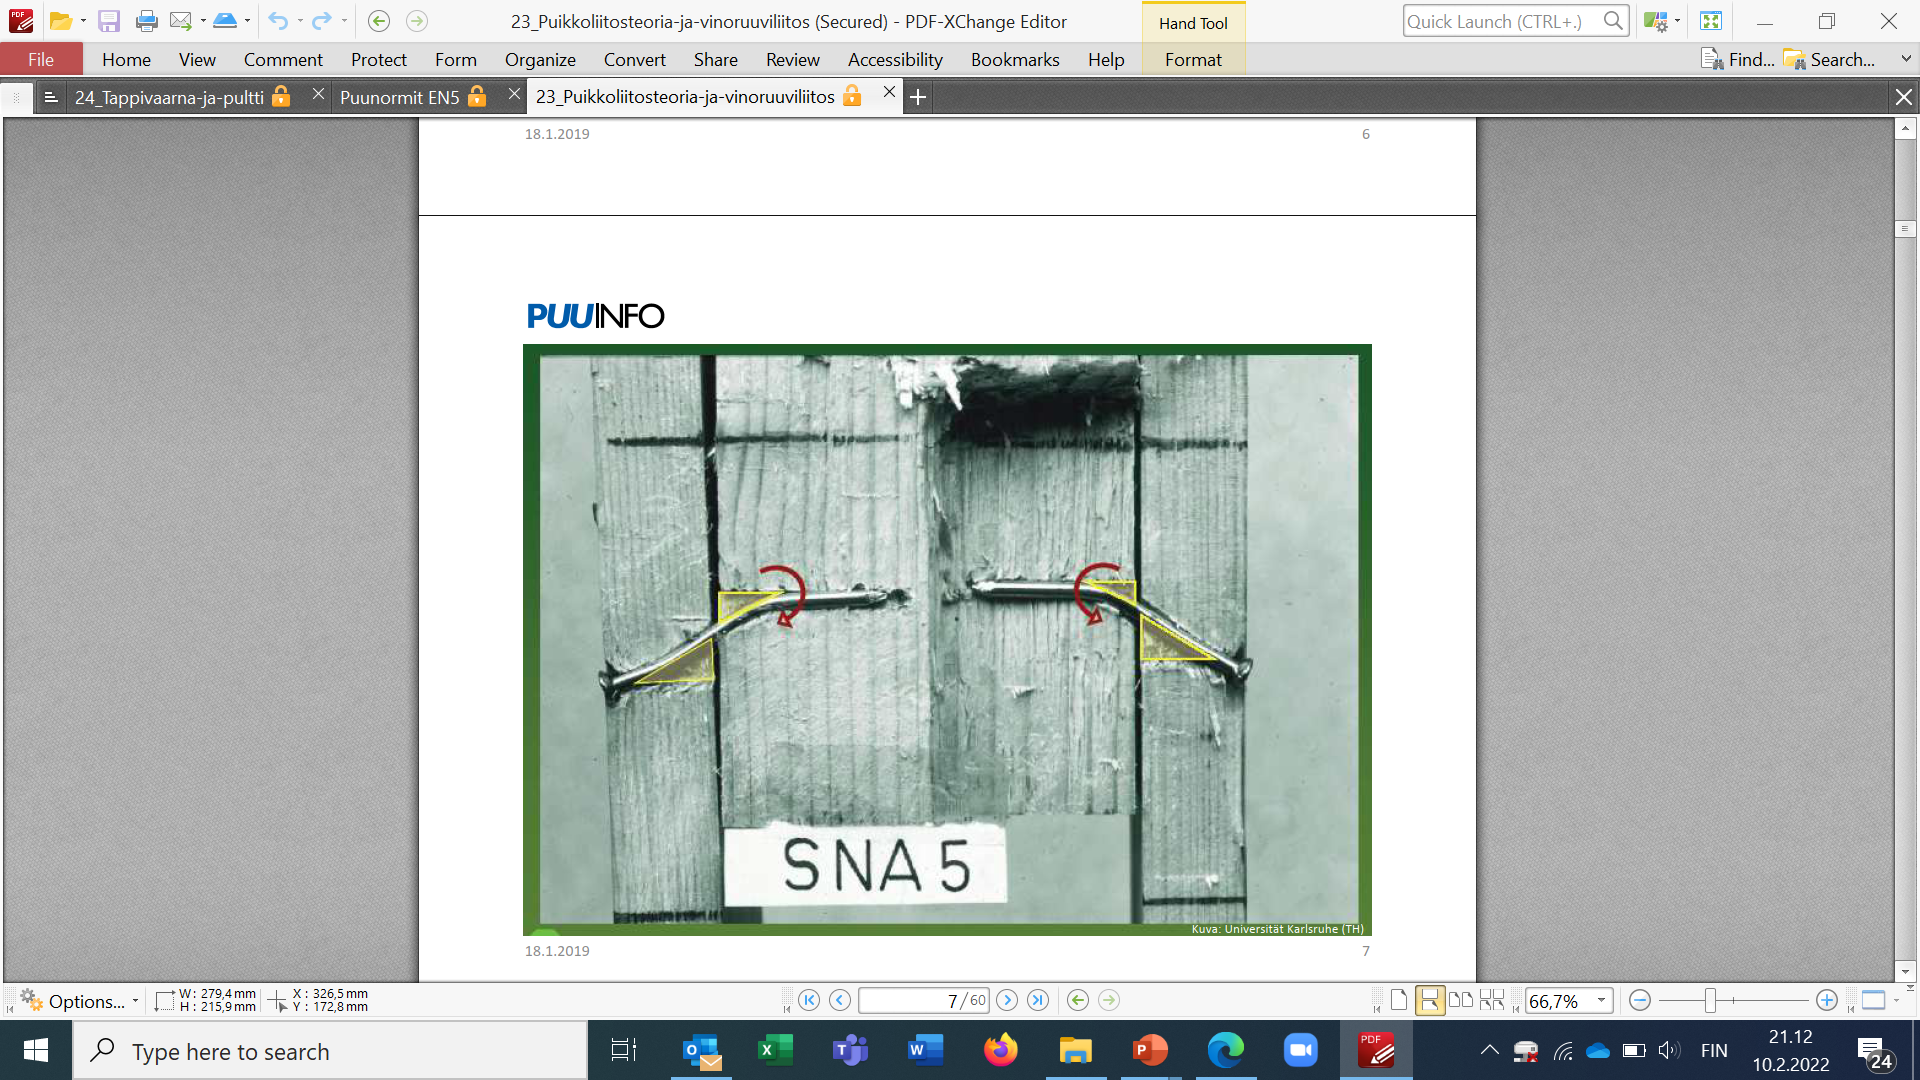 23_Puikkoliitosteoria-ja-vinoruuviliitos (Secured) - PDF-XChange Editor
Hand Tool
Quick Launch (CTRL+.)
File
Home
View
Comment
Protect
Form
Organize
Convert
Share
Review
Accessibility
Bookmarks
Help
Format
Find...
Search...
24_Tappivaarna-ja-pultti
Puunormit EN5
23_Puikkoliitosteoria-ja-vinoruuviliitos
18.1.2019
6
PUUINFO
SNA5
Kuva: Universität Karlsruhe (TH)
18.1.2019
7
Options...
W: 279,4 mm
H: 215,9 mm
X: 326,5 mm
Y: 172,8 mm
7 / 60
66,7%
Type here to search
FIN
21.12
10.2.2022
24